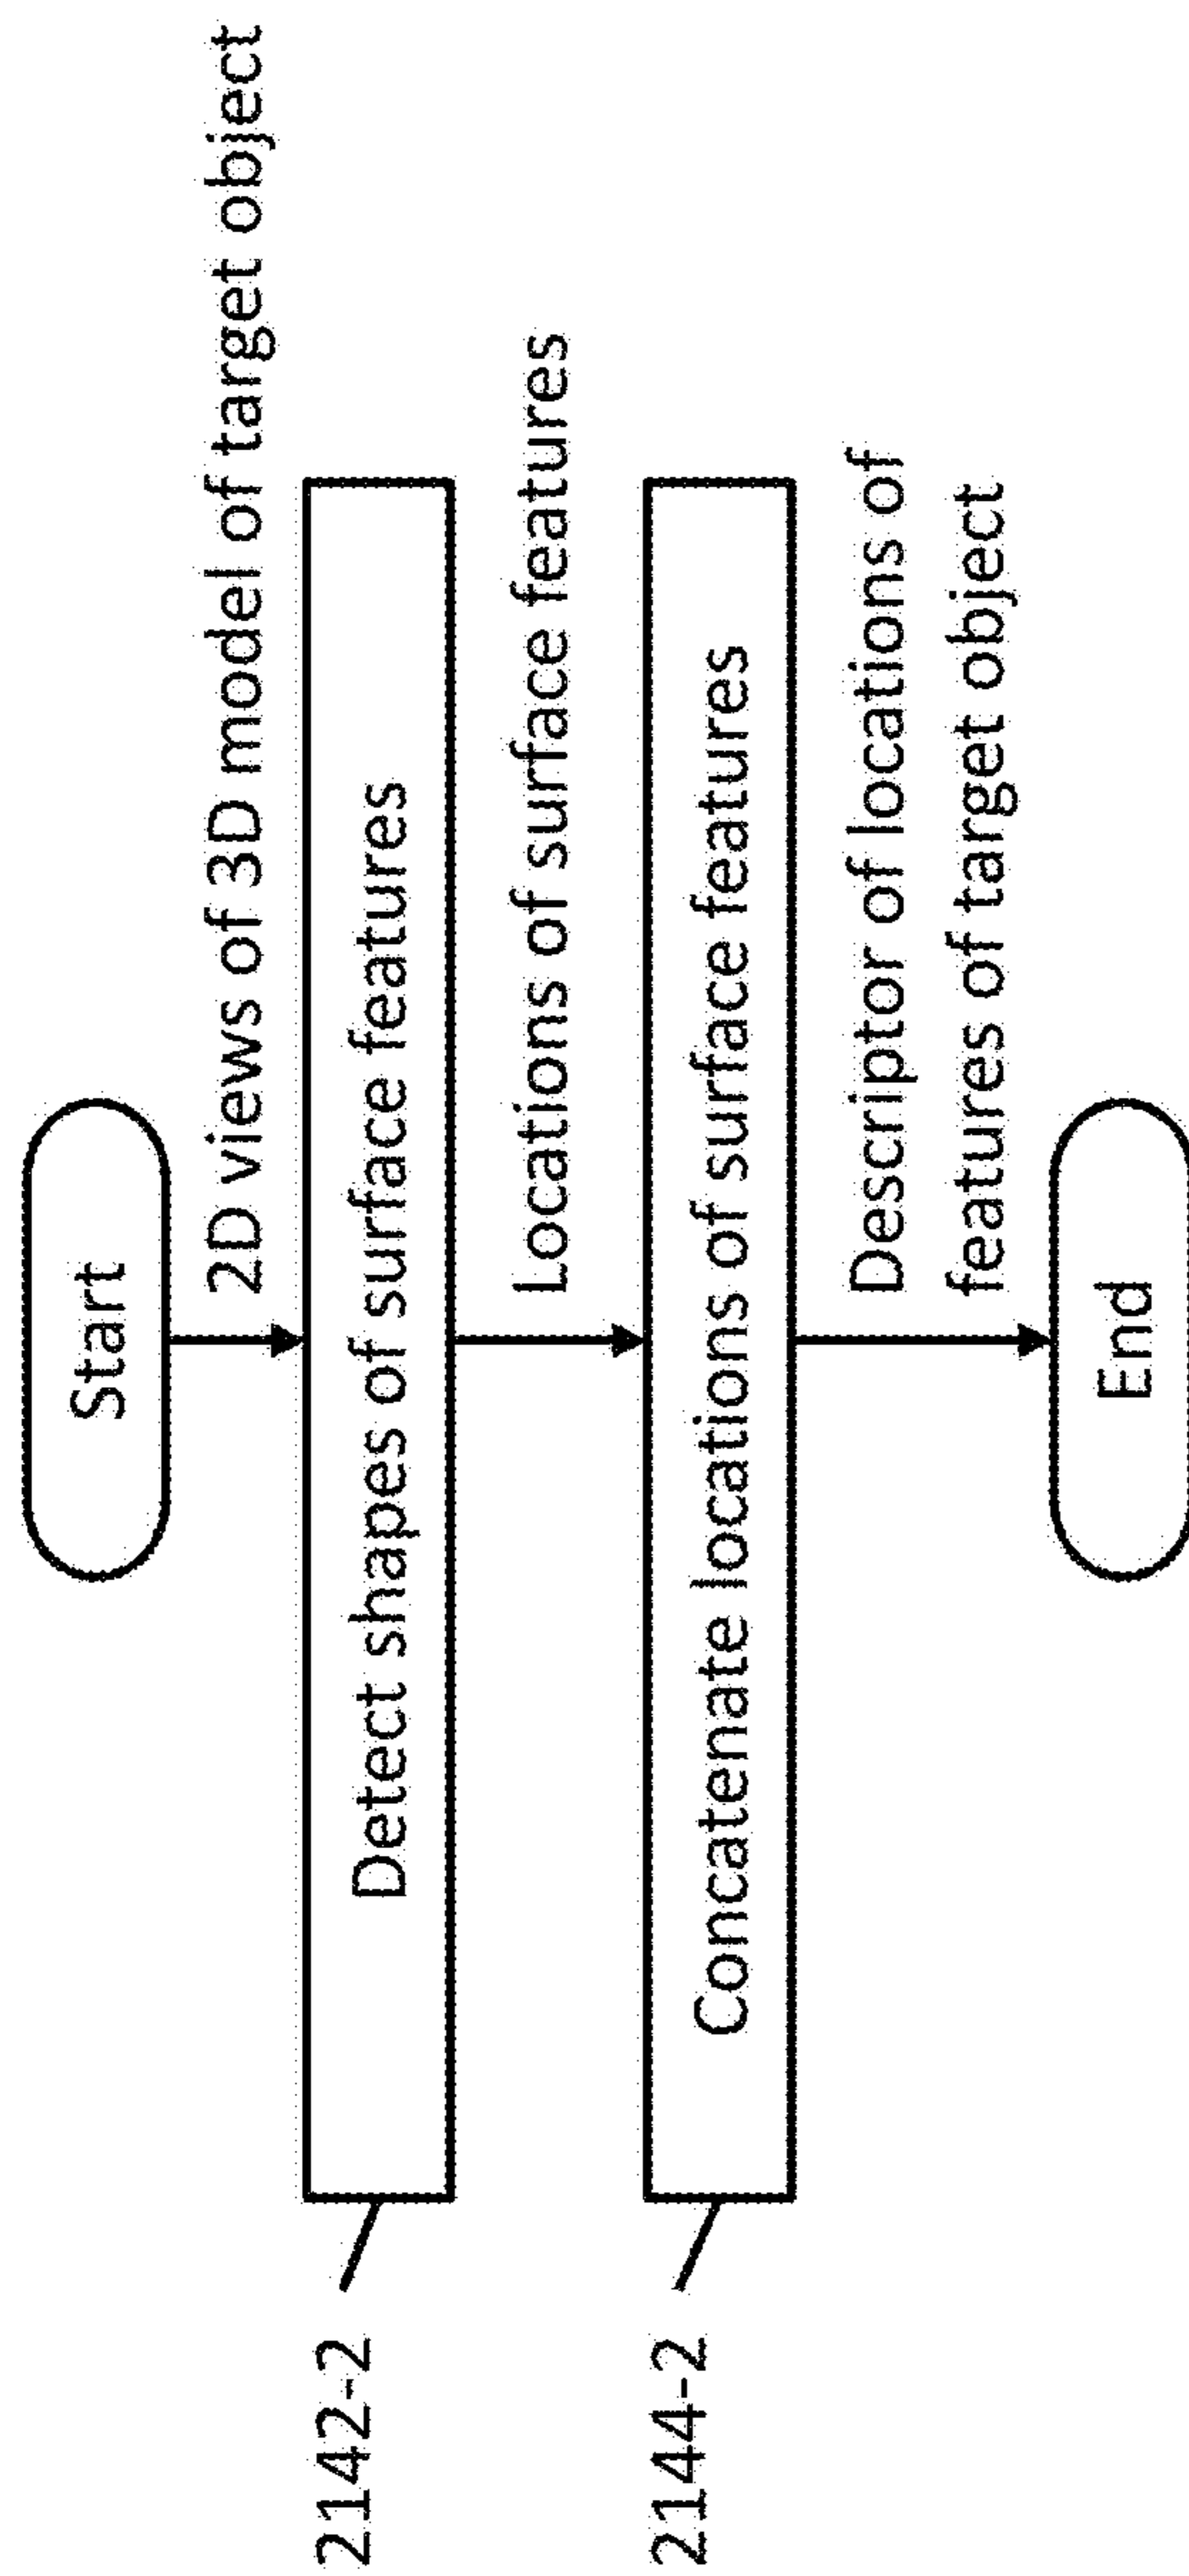 Start
2D views of 3D model of target object
2142-2
Detect shapes of surface features
Locations of surface features
2144-2
Concatenate locations of surface features
Descriptor of locations of
features of target object
End